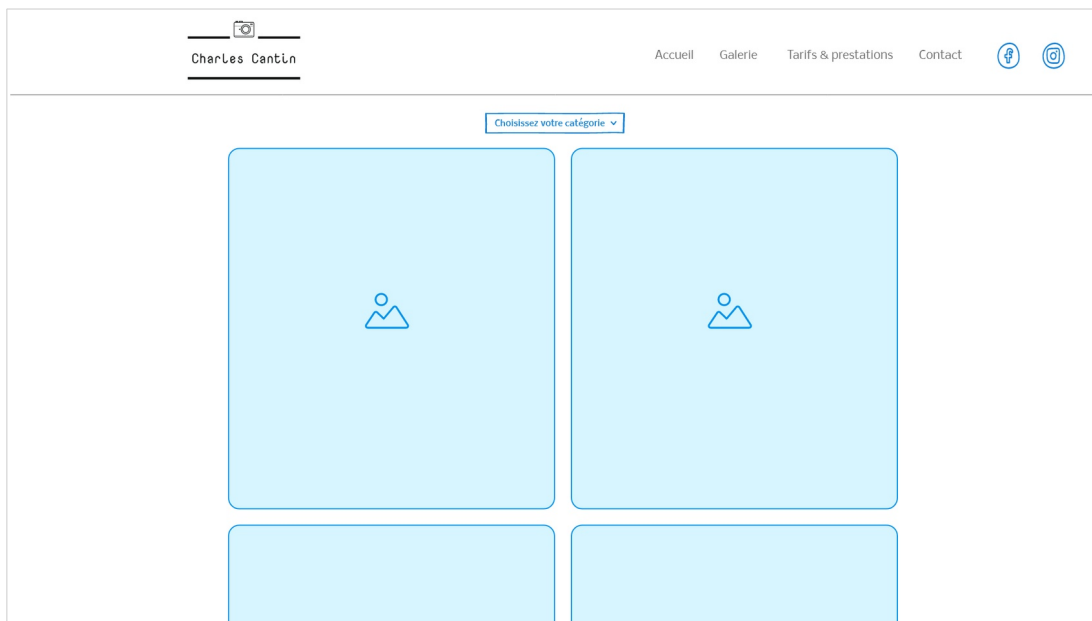 Charles Cantin
Accueil Galerie Tarifs & prestations Contact
Choisissez votre catégorie